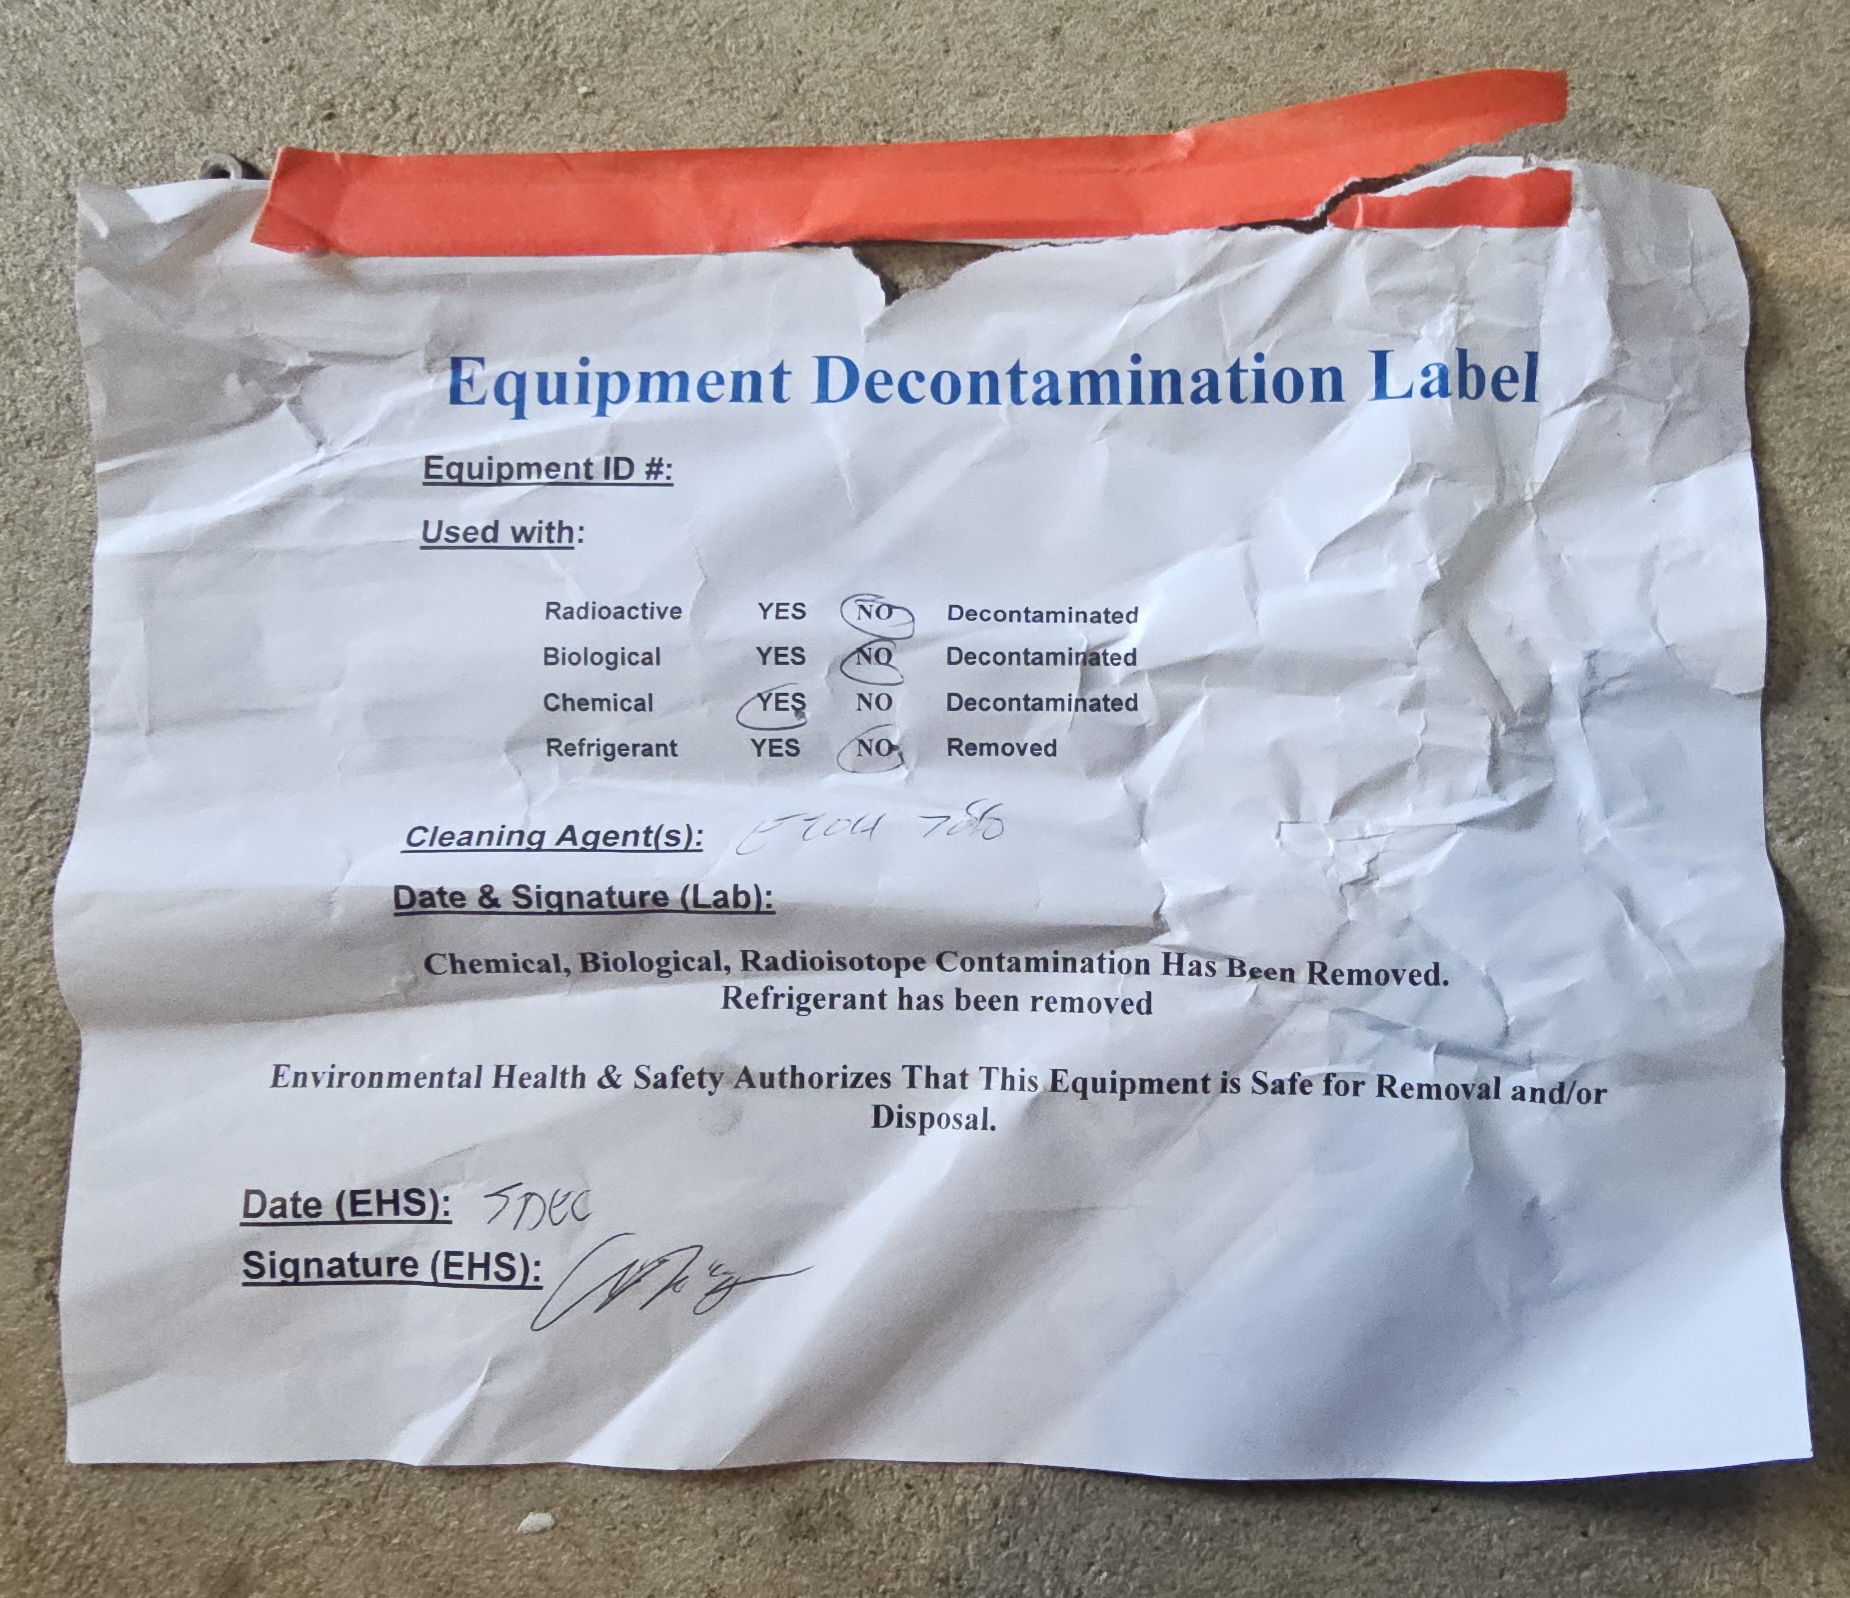 Equipment Decontamination Label
Equipment ID #:
Used with:
Radioactive YES NO Decontaminated
Biological YES NO Decontaminated
Chemical YES NO Decontaminated
Refrigerant YES NO Removed
Cleaning Agent(s): EtOH
Date & Signature (Lab):
Chemical, Biological, Radioisotope Contamination Has Been Removed.
Refrigerant has been removed
Environmental Health & Safety Authorizes That This Equipment is Safe for Removal and/or
Disposal.
Date (EHS): 5 DEC
Signature (EHS):